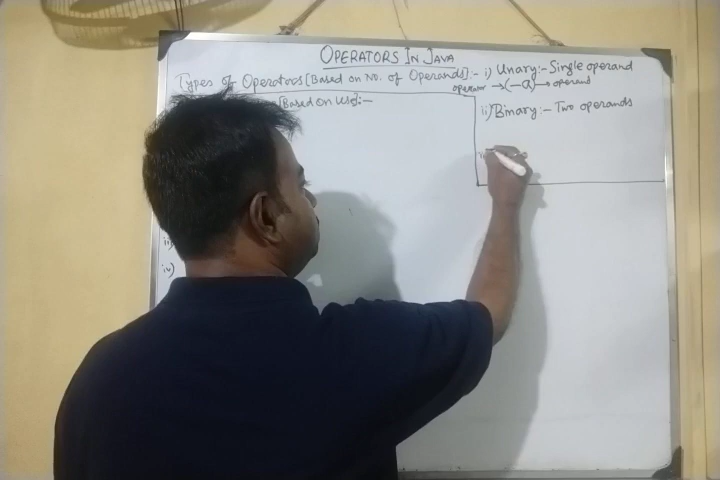 OPERATORS IN JAVA
Types of Operators [Based on No. of Operands]:- i) Unary:- Single operand
operator → (-a) → operand
[Based on Use]:-
ii) Binary:- Two operands
iv)